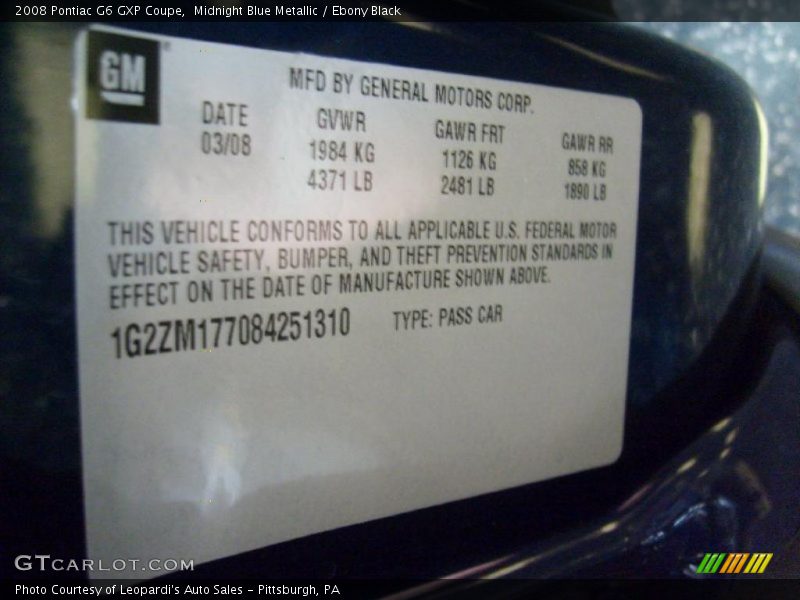 2008 Pontiac G6 GXP Coupe,  Midnight Blue Metallic / Ebony Black
GM
MFD BY GENERAL MOTORS CORP.
DATE GVWR GAWR FRT GAWR RR
03/08 1984 KG 1126 KG 858 KG
4371 LB 2481 LB 1890 LB
THIS VEHICLE CONFORMS TO ALL APPLICABLE U.S. FEDERAL MOTOR
VEHICLE SAFETY, BUMPER, AND THEFT PREVENTION STANDARDS IN
EFFECT ON THE DATE OF MANUFACTURE SHOWN ABOVE.
1G2ZM177084251310 TYPE: PASS CAR
GTCARLOT.COM
Photo Courtesy of Leopardi's Auto Sales - Pittsburgh, PA